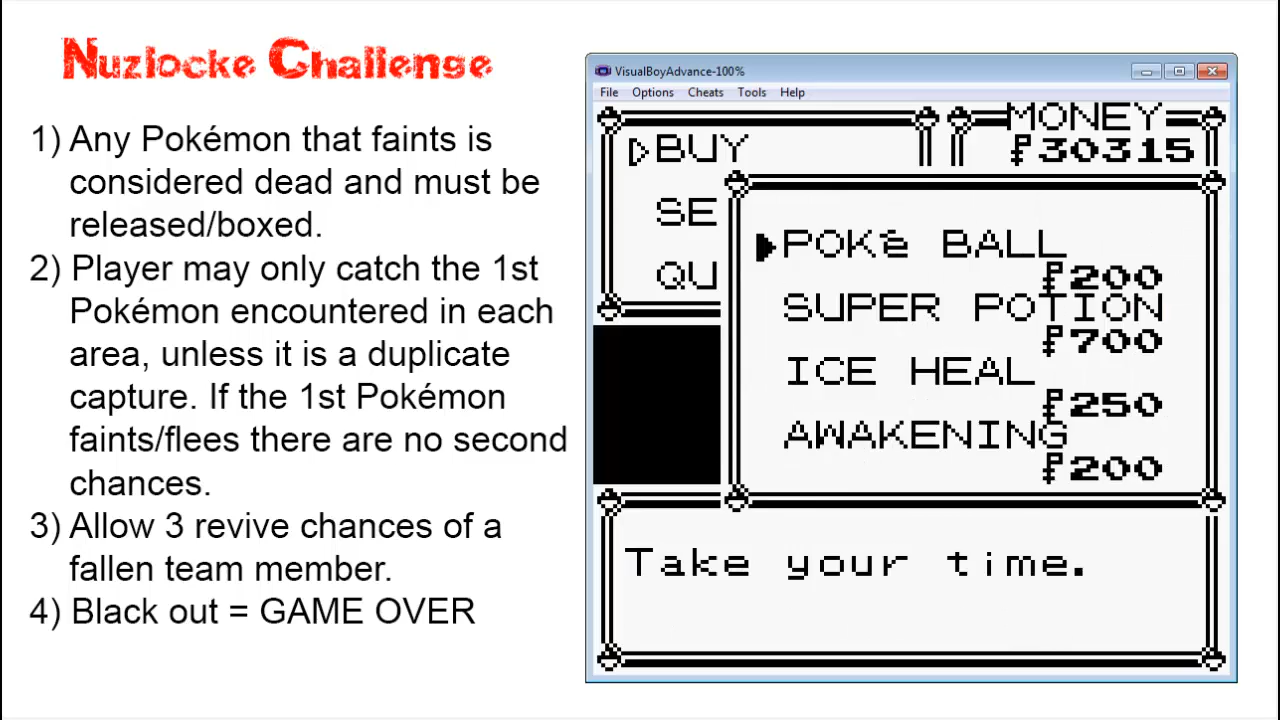 Nuzlocke Challenge
1) Any Pokémon that faints is
considered dead and must be
released/boxed.
2) Player may only catch the 1st
Pokémon encountered in each
area, unless it is a duplicate
capture. If the 1st Pokémon
faints/flees there are no second
chances.
3) Allow 3 revive chances of a
fallen team member.
4) Black out = GAME OVER
VisualBoyAdvance-100%
File Options Cheats Tools Help
MONEY
₽30315
BUY
SE
QU
POKé BALL
₽200
SUPER POTION
₽700
ICE HEAL
₽250
AWAKENING
₽200
Take your time.